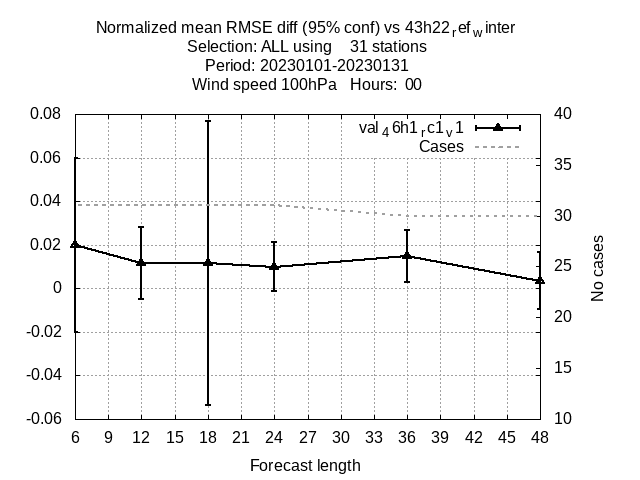 Normalized mean RMSE diff (95% conf) vs 43h22refwinter
Selection: ALL using 31 stations
Period: 20230101-20230131
Wind speed 100hPa Hours: 00
val46h1rc1v1
Cases
0.08
0.06
0.04
0.02
0
-0.02
-0.04
-0.06
40
35
30
25
20
15
10
No cases
6 9 12 15 18 21 24 27 30 33 36 39 42 45 48
Forecast length